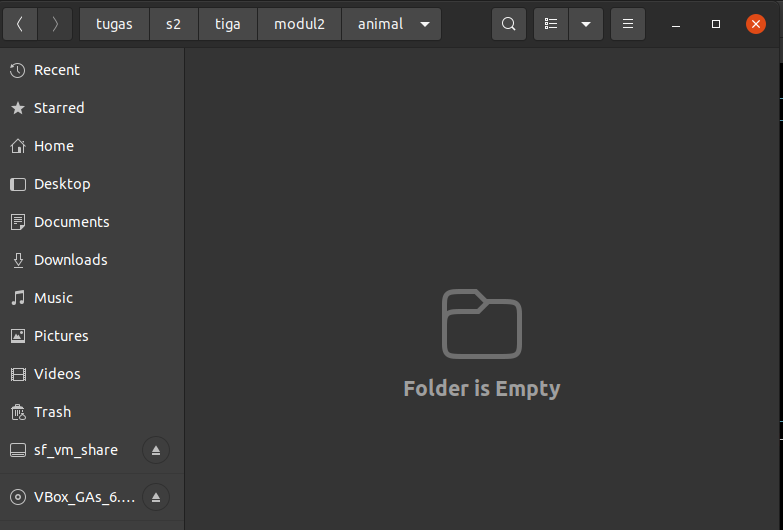 tugas s2 tiga modul2 animal
Recent
Starred
Home
Desktop
Documents
Downloads
Music
Pictures
Videos
Trash
sf_vm_share
VBox_GAs_6....
Folder is Empty